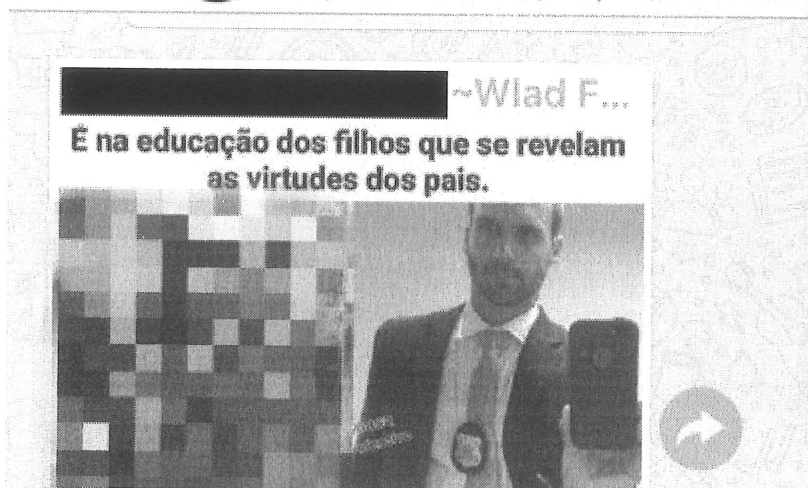 ~Wlad F...
É na educação dos filhos que se revelam
as virtudes dos pais.